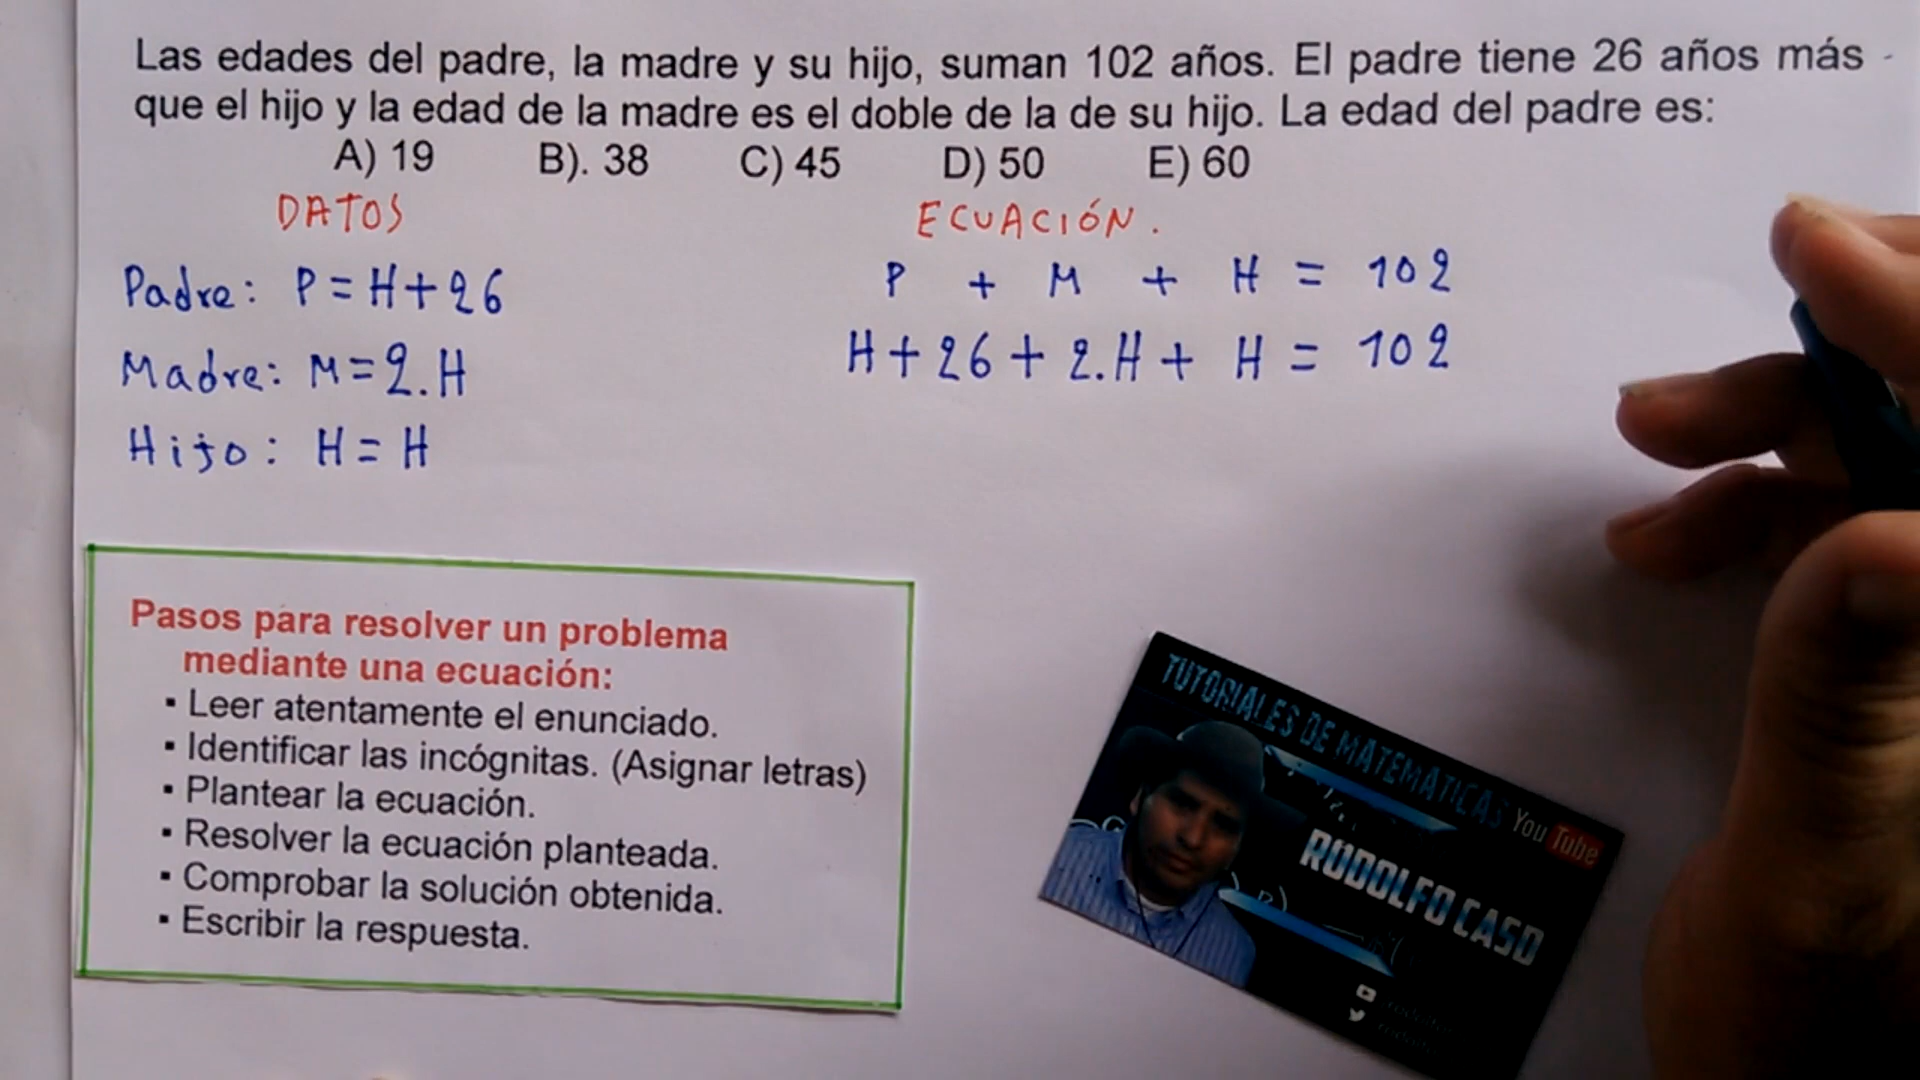 Las edades del padre, la madre y su hijo, suman 102 años. El padre tiene 26 años más
que el hijo y la edad de la madre es el doble de la de su hijo. La edad del padre es:
A) 19 B). 38 C) 45 D) 50 E) 60
DATOS
ECUACIÓN.
Padre: P = H + 26
Madre: M = 2.H
Hijo: H = H
P + M + H = 102
H + 26 + 2.H + H = 102
Pasos para resolver un problema
mediante una ecuación:
▪ Leer atentamente el enunciado.
▪ Identificar las incógnitas. (Asignar letras)
▪ Plantear la ecuación.
▪ Resolver la ecuación planteada.
▪ Comprobar la solución obtenida.
▪ Escribir la respuesta.
TUTORIALES DE MATEMATICAS You Tube
RODOLFO CASO